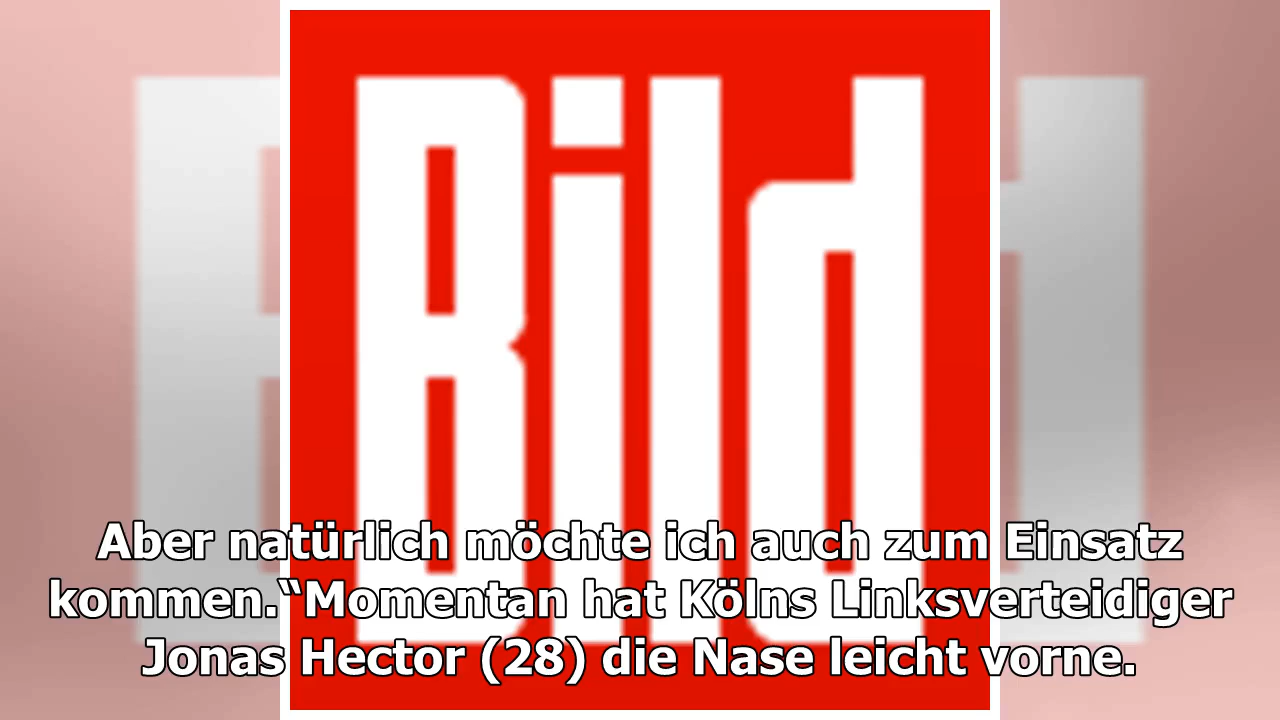 Bild
Aber natürlich möchte ich auch zum Einsatz
kommen.“Momentan hat Kölns Linksverteidiger
Jonas Hector (28) die Nase leicht vorne.